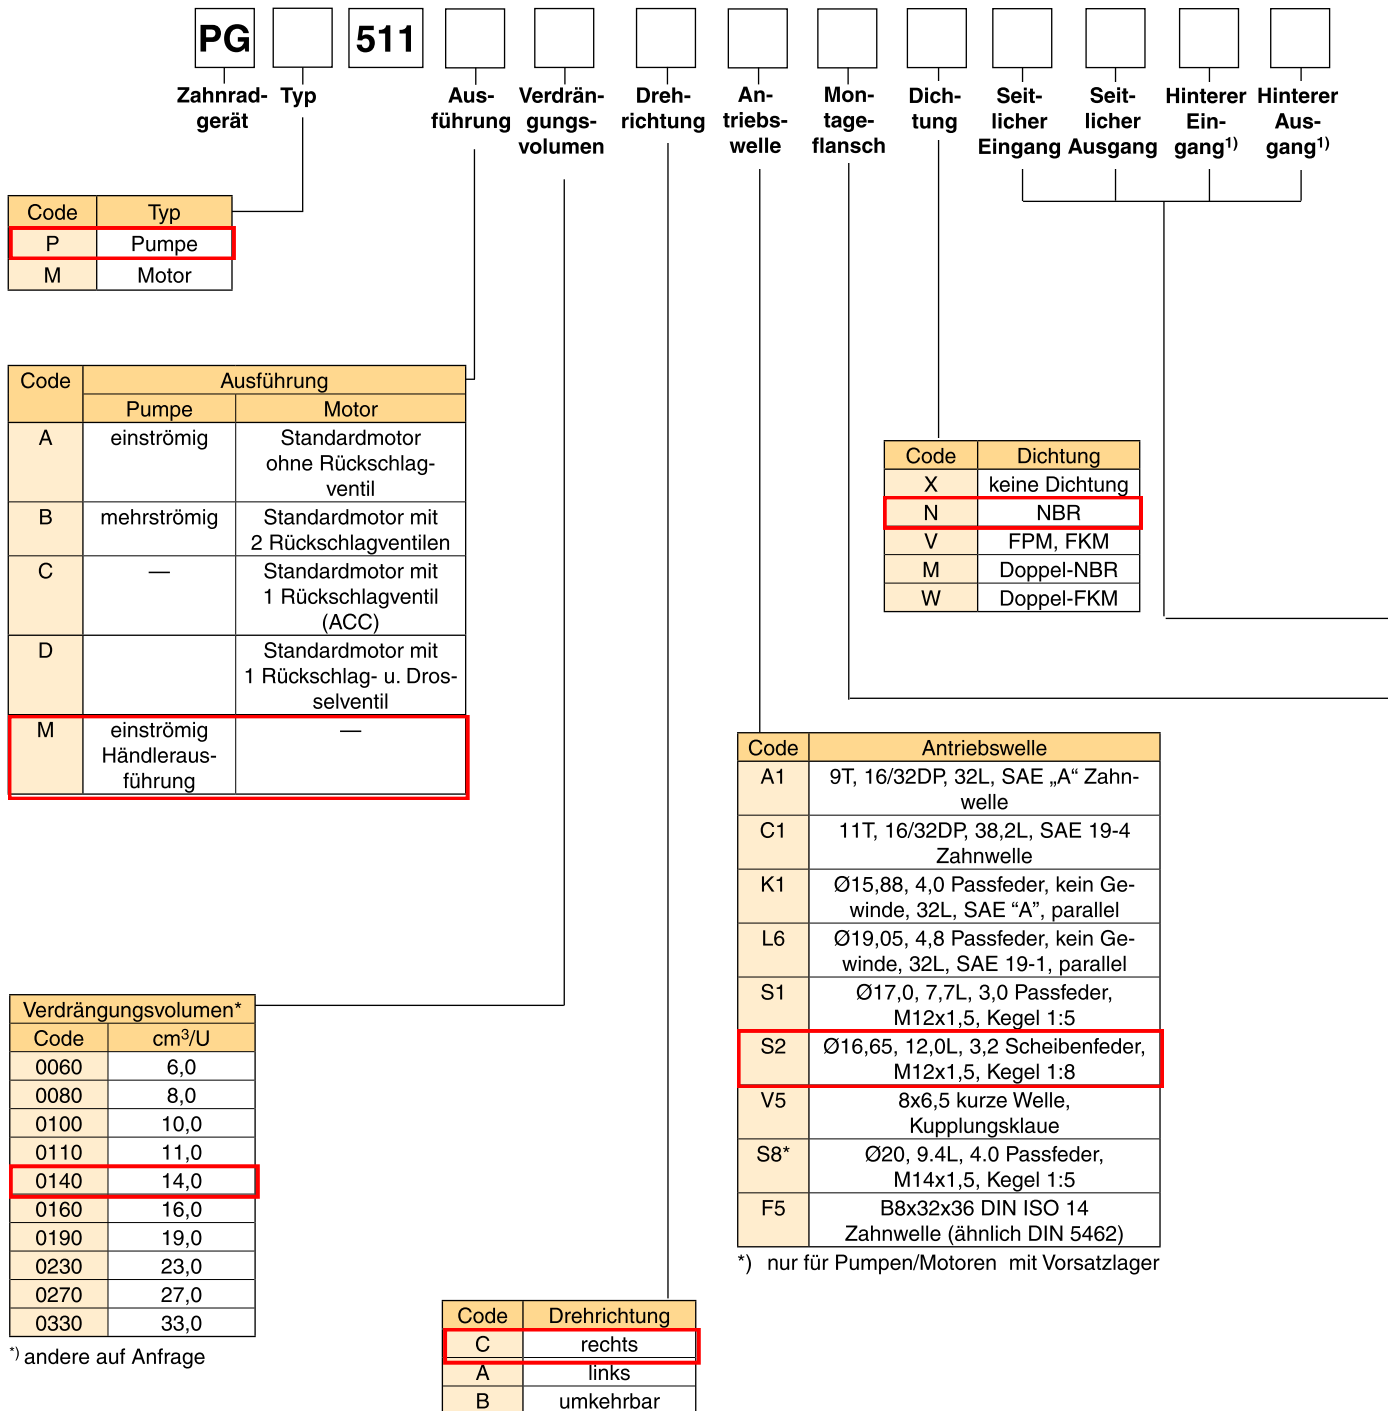 PG 511
Zahnrad- Typ Aus- Verdrän- Dreh- An- Mon- Dich- Seit- Seit- Hinterer Hinterer
gerät führung gungs- richtung triebs- tage- tung licher licher Ein- Aus-
volumen welle flansch Eingang Ausgang gang1) gang1)
Code Typ
P Pumpe
M Motor
Code Ausführung
Pumpe Motor
A einströmig Standardmotor
ohne Rückschlag-
ventil
B mehrströmig Standardmotor mit
2 Rückschlagventilen
C — Standardmotor mit
1 Rückschlagventil
(ACC)
D Standardmotor mit
1 Rückschlag- u. Dros-
selventil
M einströmig —
Händleraus-
führung
Code Dichtung
X keine Dichtung
N NBR
V FPM, FKM
M Doppel-NBR
W Doppel-FKM
Code Antriebswelle
A1 9T, 16/32DP, 32L, SAE „A“ Zahn-
welle
C1 11T, 16/32DP, 38,2L, SAE 19-4
Zahnwelle
K1 Ø15,88, 4,0 Passfeder, kein Ge-
winde, 32L, SAE “A”, parallel
L6 Ø19,05, 4,8 Passfeder, kein Ge-
winde, 32L, SAE 19-1, parallel
S1 Ø17,0, 7,7L, 3,0 Passfeder,
M12x1,5, Kegel 1:5
S2 Ø16,65, 12,0L, 3,2 Scheibenfeder,
M12x1,5, Kegel 1:8
V5 8x6,5 kurze Welle,
Kupplungsklaue
S8* Ø20, 9.4L, 4.0 Passfeder,
M14x1,5, Kegel 1:5
F5 B8x32x36 DIN ISO 14
Zahnwelle (ähnlich DIN 5462)
*) nur für Pumpen/Motoren mit Vorsatzlager
Verdrängungsvolumen*
Code cm³/U
0060 6,0
0080 8,0
0100 10,0
0110 11,0
0140 14,0
0160 16,0
0190 19,0
0230 23,0
0270 27,0
0330 33,0
*) andere auf Anfrage
Code Drehrichtung
C rechts
A links
B umkehrbar